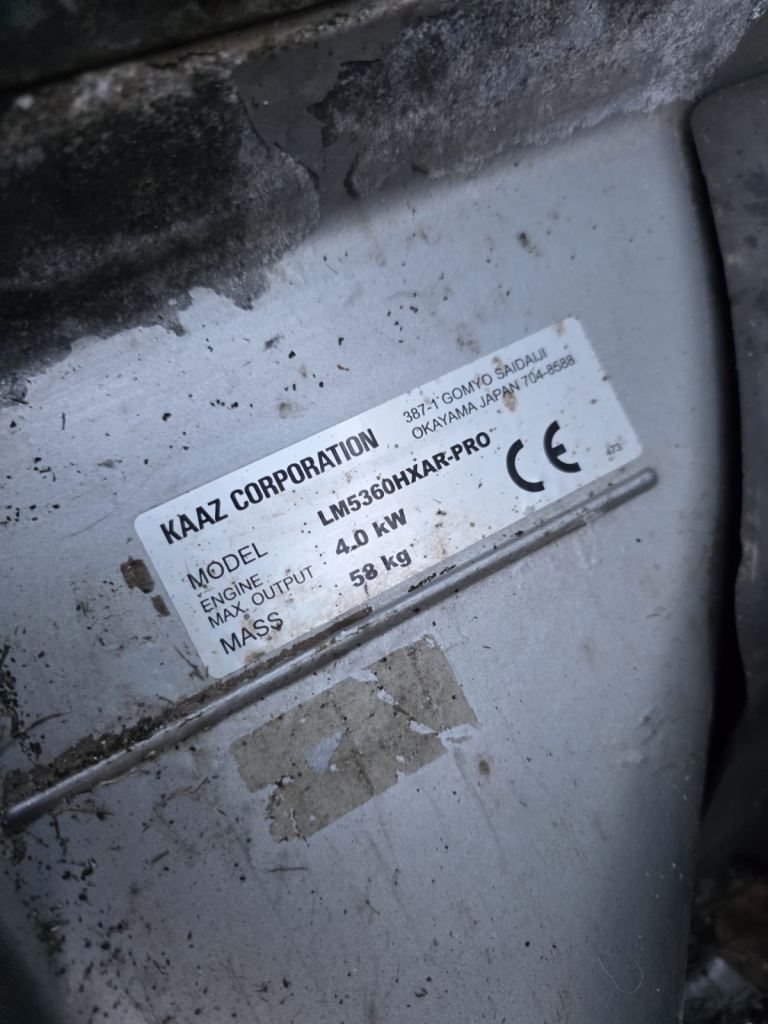 KAAZ CORPORATION
387-1 GOMYO SAIDAIJI
OKAYAMA JAPAN 704-8588
MODEL LM5360HXAR-PRO
ENGINE
MAX. OUTPUT 4.0 kW
MASS 58 kg
CE
473